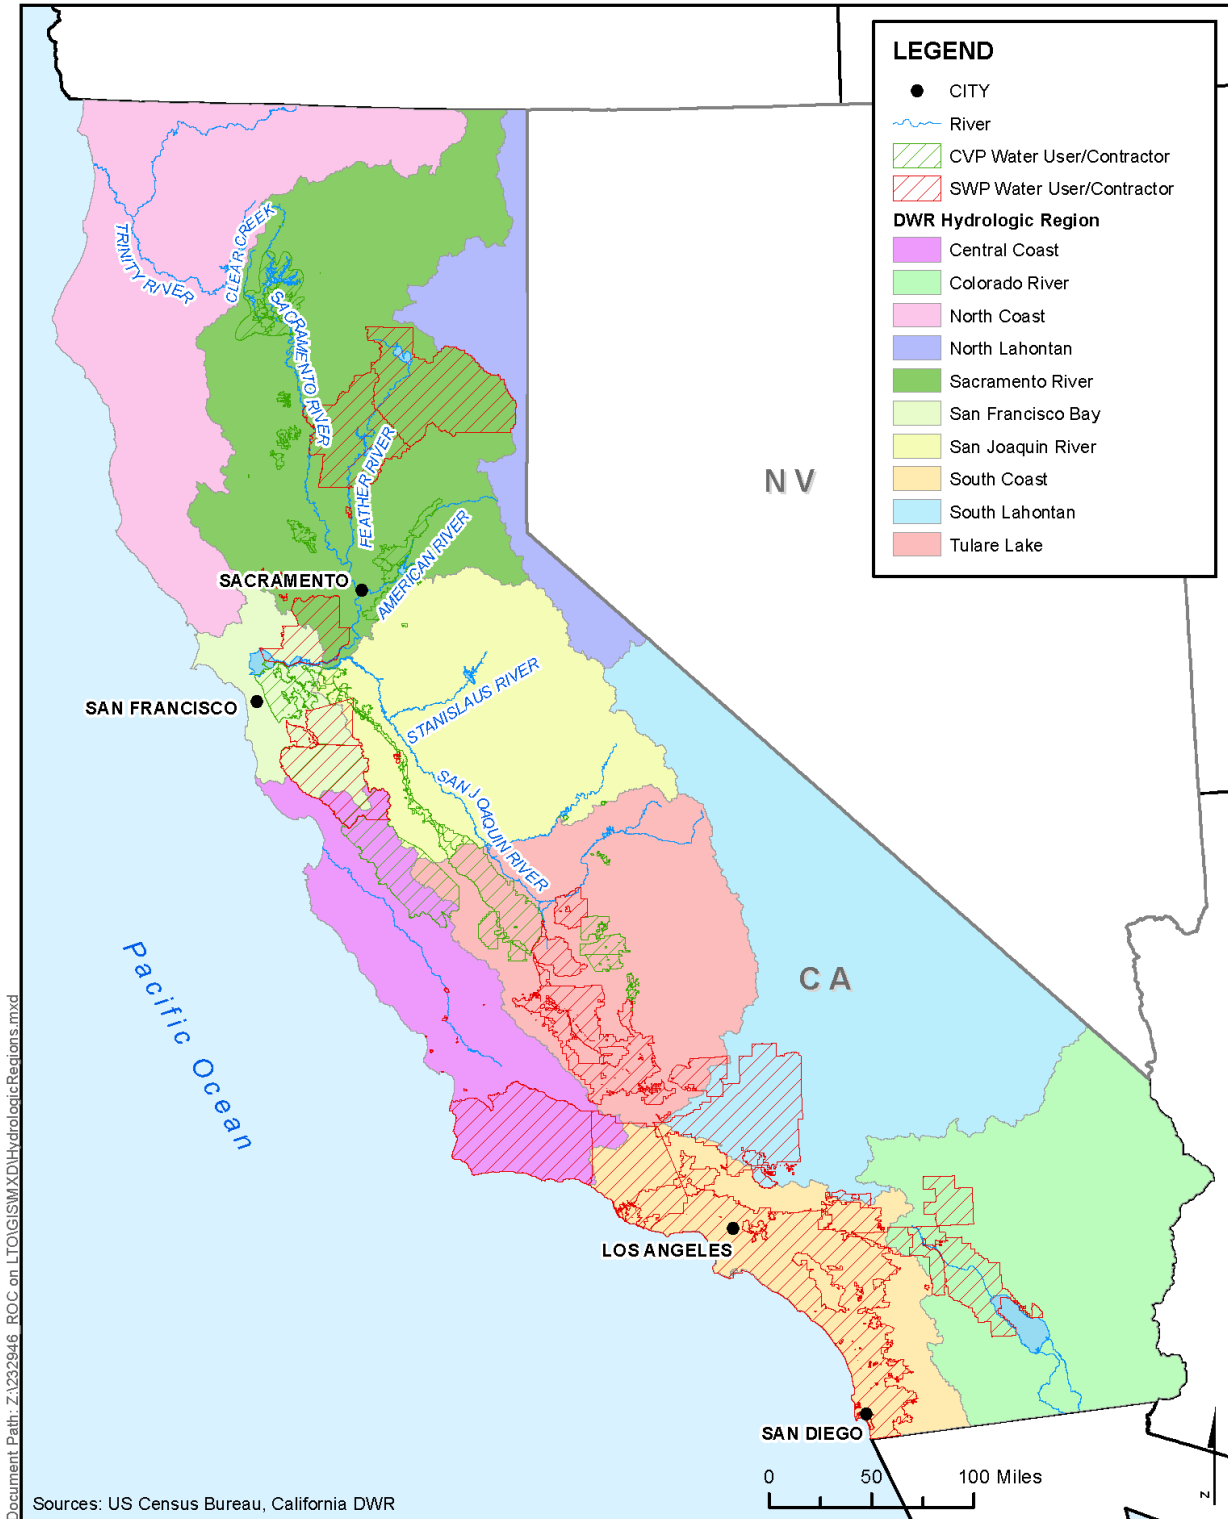 LEGEND
CITY
River
CVP Water User/Contractor
SWP Water User/Contractor
DWR Hydrologic Region
Central Coast
Colorado River
North Coast
North Lahontan
Sacramento River
San Francisco Bay
San Joaquin River
South Coast
South Lahontan
Tulare Lake
TRINITY RIVER
CLEAR CREEK
SACRAMENTO RIVER
FEATHER RIVER
AMERICAN RIVER
NV
SACRAMENTO
STANISLAUS RIVER
SAN FRANCISCO
SAN JOAQUIN RIVER
CA
Pacific Ocean
LOS ANGELES
SAN DIEGO
0 50 100 Miles
z
Sources: US Census Bureau, California DWR
Document Path: Z:\232946_ROC on LTO\GIS\MXD\HydrologicRegions.mxd